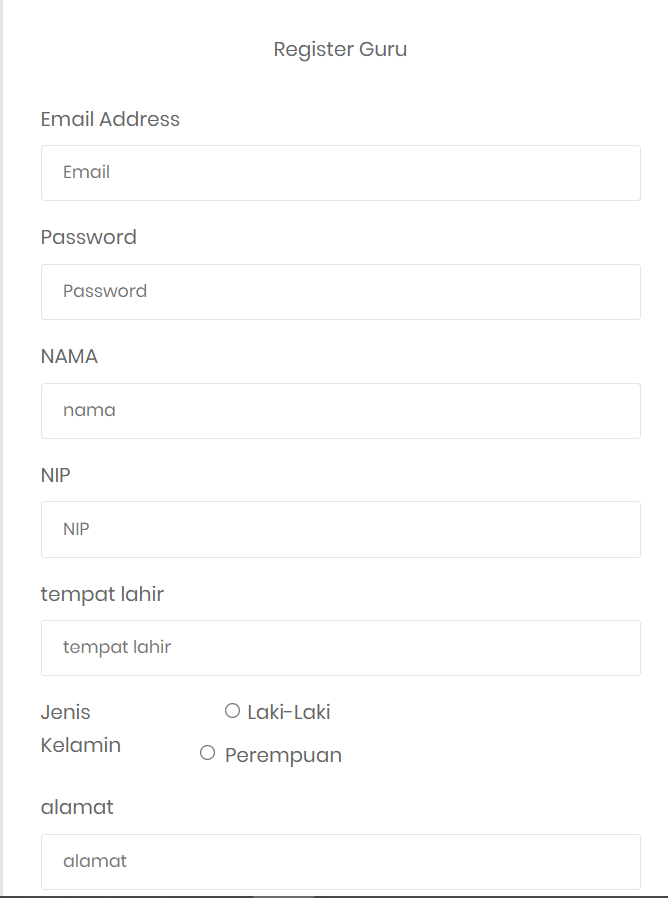 Register Guru
Email Address
Email
Password
Password
NAMA
nama
NIP
NIP
tempat lahir
tempat lahir
Jenis
Kelamin
Laki-Laki
Perempuan
alamat
alamat